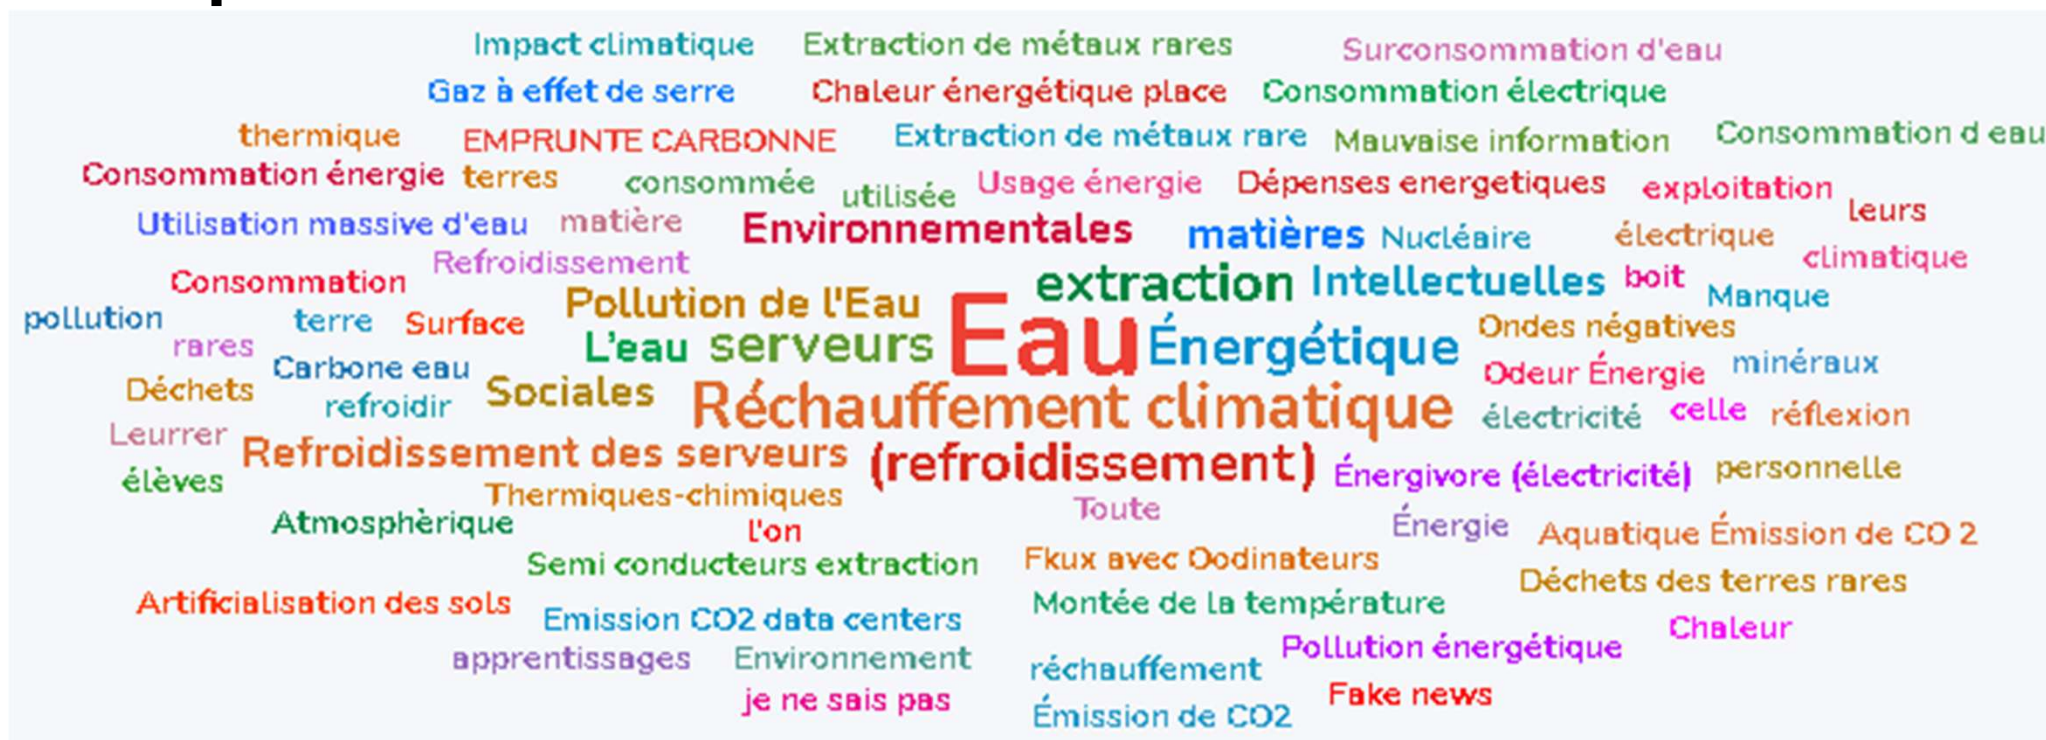 Impact climatique Extraction de métaux rares Surconsommation d'eau
Gaz à effet de serre Chaleur énergétique place Consommation électrique
thermique EMPRUNTE CARBONNE Extraction de métaux rare Mauvaise information Consommation d eau
Consommation énergie terres consommée utilisée Usage énergie Dépenses energetiques exploitation leurs
Utilisation massive d'eau matière Environnementales matières Nucléaire électrique
Refroidissement climatique
Consommation extraction Intellectuelles boit Manque
pollution terre Surface Pollution de l'Eau Ondes négatives
rares L'eau serveurs Eau Énergétique
Carbone eau Odeur Énergie minéraux
Déchets refroidir Sociales Réchauffement climatique électricité celle réflexion
Leurrer Refroidissement des serveurs (refroidissement) Énergivore (électricité) personnelle
élèves Thermiques-chimiques Toute
Atmosphèrique l'on Énergie Aquatique Émission de CO 2
Semi conducteurs extraction Fkux avec Oodinateurs Déchets des terres rares
Artificialisation des sols Emission CO2 data centers Montée de la température Chaleur
apprentissages Environnement réchauffement Pollution énergétique
je ne sais pas Émission de CO2 Fake news